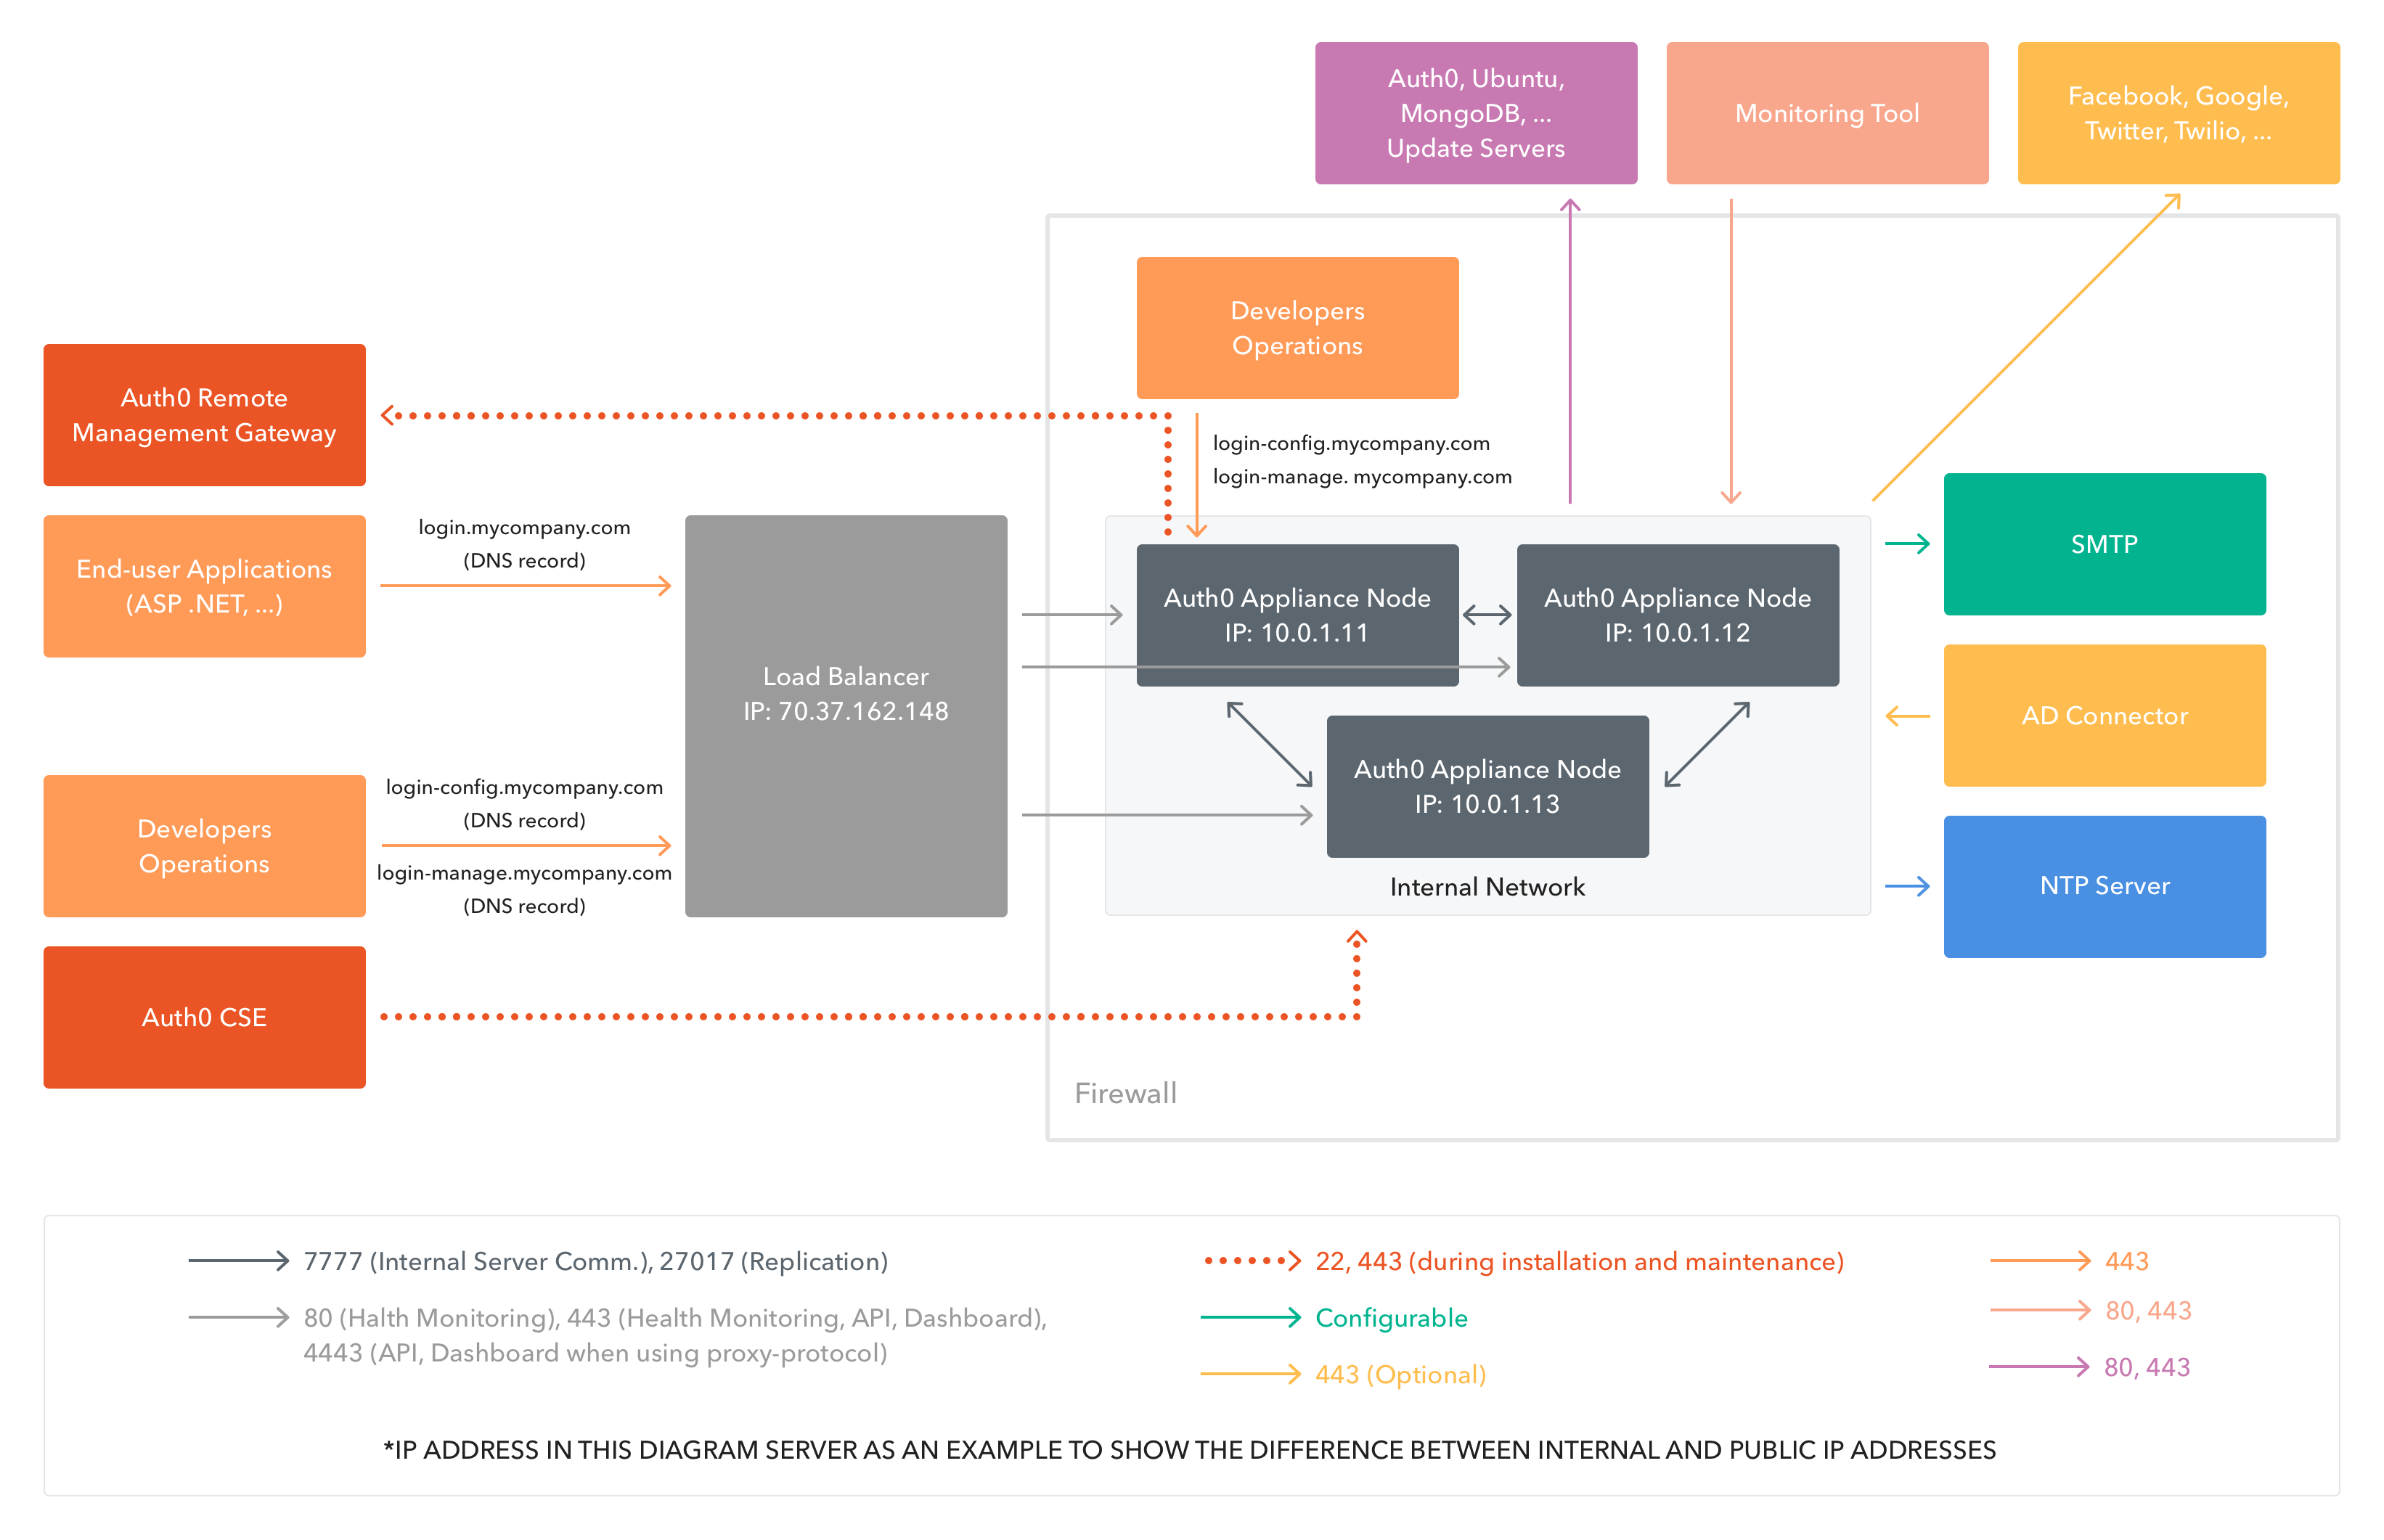 Auth0, Ubuntu,
MongoDB, ...
Update Servers
Monitoring Tool
Facebook, Google,
Twitter, Twilio, ...
Developers
Operations
login-config.mycompany.com
login-manage. mycompany.com
Auth0 Remote
Management Gateway
End-user Applications
(ASP .NET, ...)
login.mycompany.com
(DNS record)
Developers
Operations
login-config.mycompany.com
(DNS record)
login-manage.mycompany.com
(DNS record)
Auth0 CSE
Load Balancer
IP: 70.37.162.148
Auth0 Appliance Node
IP: 10.0.1.11
Auth0 Appliance Node
IP: 10.0.1.12
Auth0 Appliance Node
IP: 10.0.1.13
Internal Network
SMTP
AD Connector
NTP Server
Firewall
7777 (Internal Server Comm.), 27017 (Replication)
80 (Halth Monitoring), 443 (Health Monitoring, API, Dashboard),
4443 (API, Dashboard when using proxy-protocol)
22, 443 (during installation and maintenance)
Configurable
443 (Optional)
443
80, 443
80, 443
*IP ADDRESS IN THIS DIAGRAM SERVER AS AN EXAMPLE TO SHOW THE DIFFERENCE BETWEEN INTERNAL AND PUBLIC IP ADDRESSES